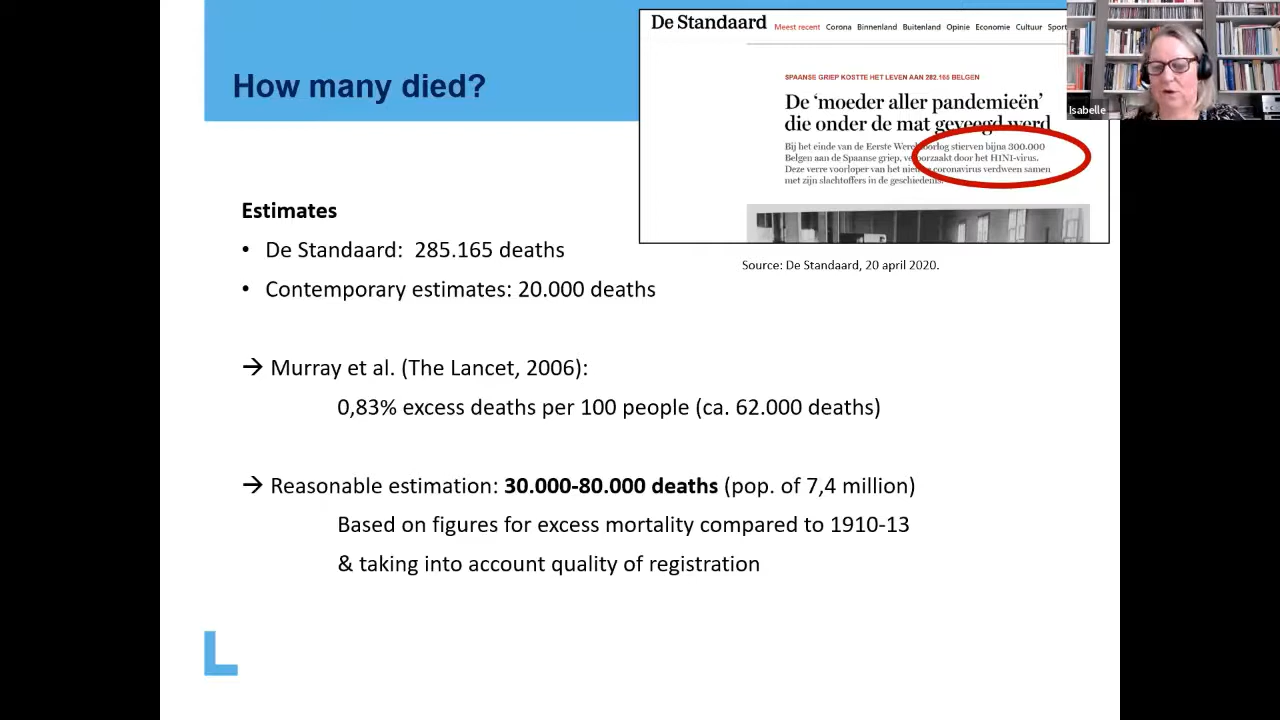 De Standaard Meest recent Corona Binnenland Buitenland Opinie Economie Cultuur Sport
SPAANSE GRIEP KOSTTE HET LEVEN AAN 282.165 BELGEN
De ‘moeder aller pandemieën’
die onder de mat geveegd werd
Bij het einde van de Eerste Wereldoorlog stierven bijna 300.000
Belgen aan de Spaanse griep, veroorzaakt door het H1N1-virus.
Deze verre voorloper van het nieuwe coronavirus verdween samen
met zijn slachtoffers in de geschiedenis.
Isabelle
Source: De Standaard, 20 april 2020.
How many died?
Estimates
• De Standaard: 285.165 deaths
• Contemporary estimates: 20.000 deaths
→ Murray et al. (The Lancet, 2006):
0,83% excess deaths per 100 people (ca. 62.000 deaths)
→ Reasonable estimation: 30.000-80.000 deaths (pop. of 7,4 million)
Based on figures for excess mortality compared to 1910-13
& taking into account quality of registration